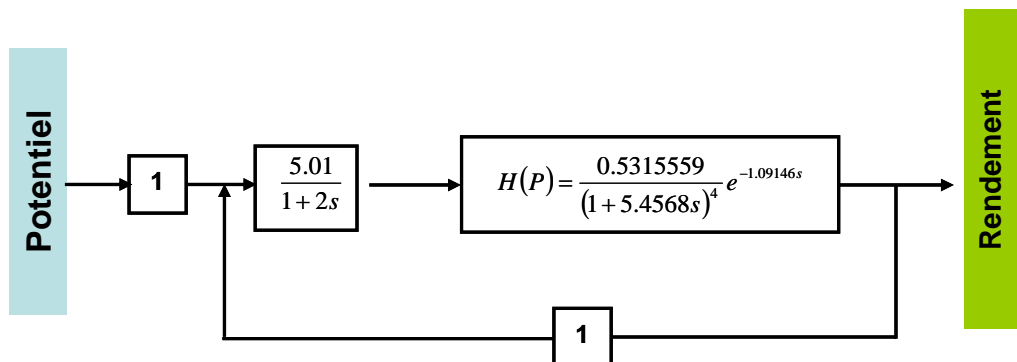 Potentiel
1
5.01
1+2s
H(P) = 0.5315559 / (1+5.4568s)^4 e^{-1.09146s}
Rendement
1